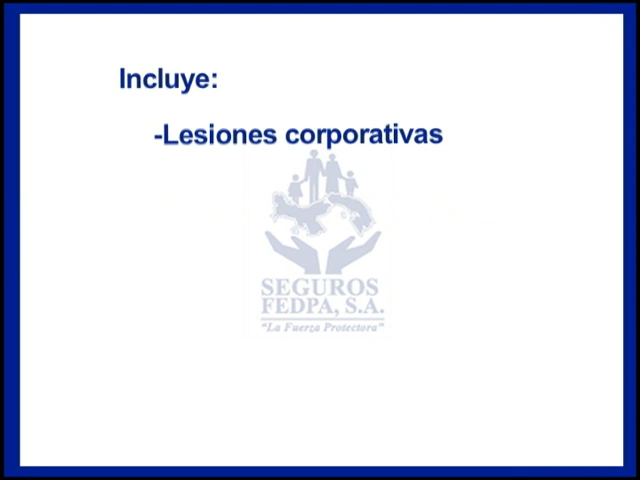 Incluye:
-Lesiones corporativas
SEGUROS
FEDPA, S.A.
"La Fuerza Protectora"